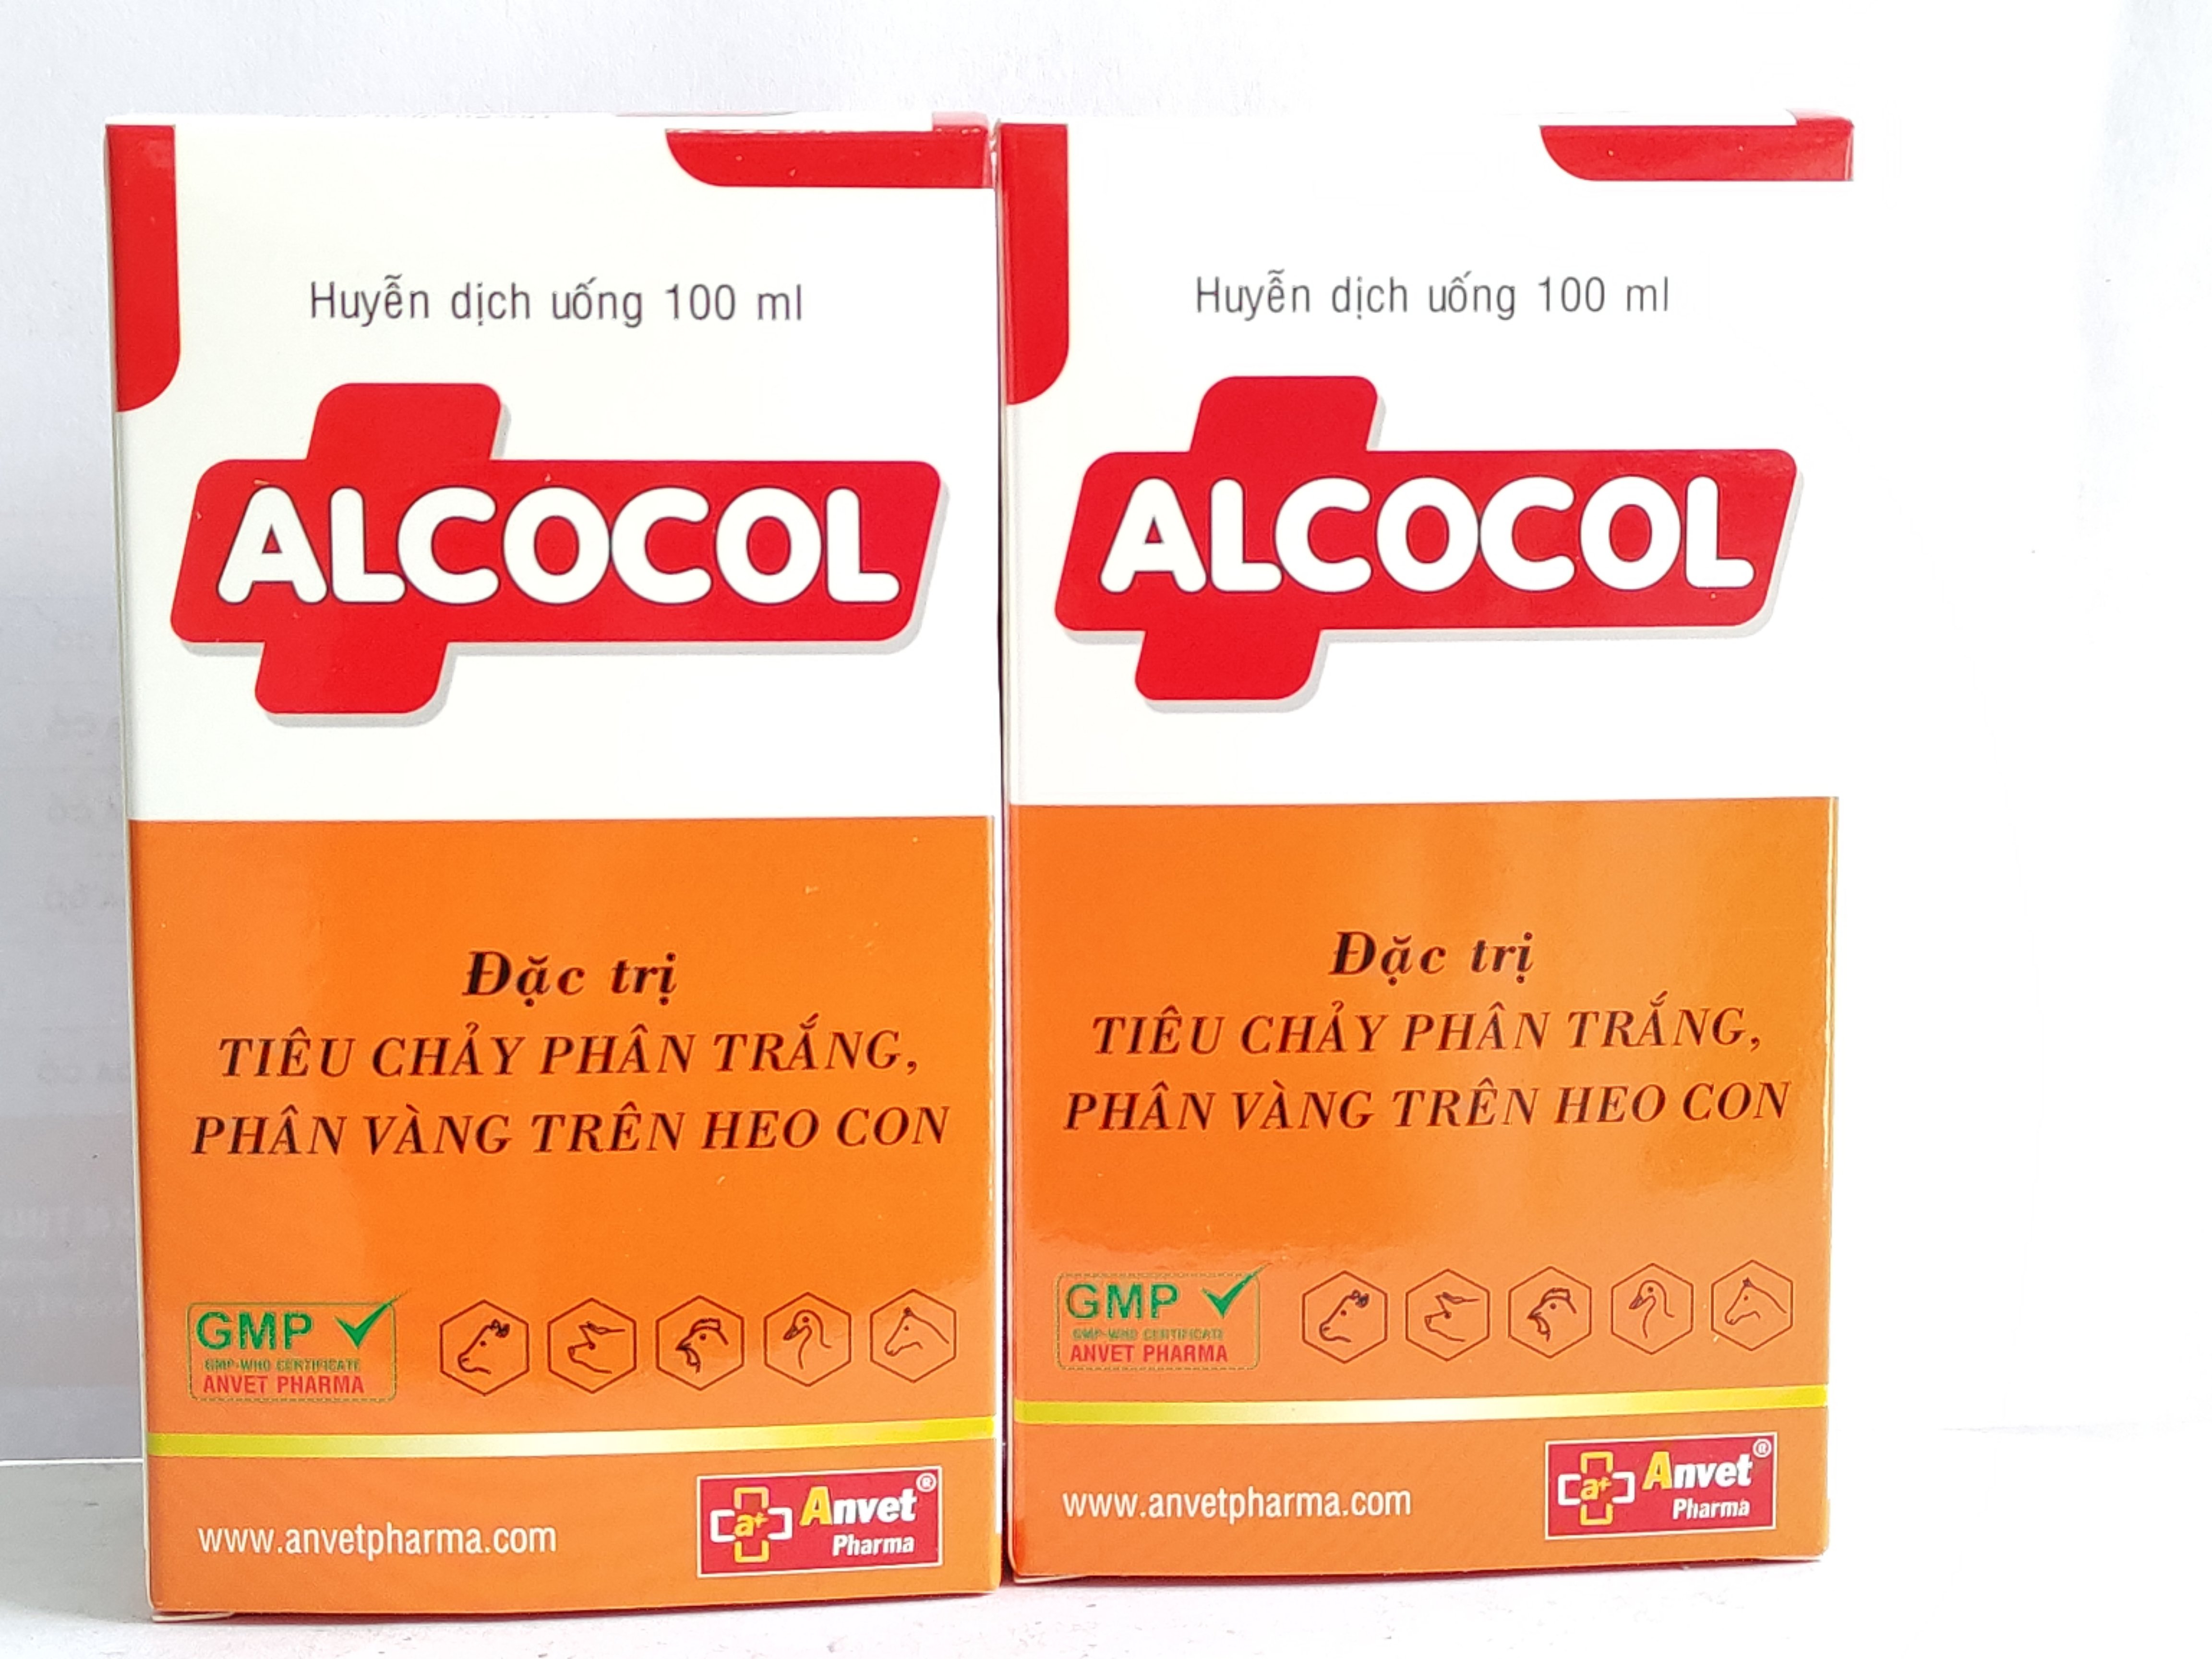 Huyễn dịch uống 100 ml
ALCOCOL
Đặc trị
TIÊU CHẢY PHÂN TRẮNG,
PHÂN VÀNG TRÊN HEO CON
GMP
GMP-WHO CERTIFICATE
ANVET PHARMA
www.anvetpharma.com
a+
Anvet®
Pharma
Huyễn dịch uống 100 ml
ALCOCOL
Đặc trị
TIÊU CHẢY PHÂN TRẮNG,
PHÂN VÀNG TRÊN HEO CON
GMP
GMP-WHO CERTIFICATE
ANVET PHARMA
www.anvetpharma.com
a+
Anvet®
Pharma